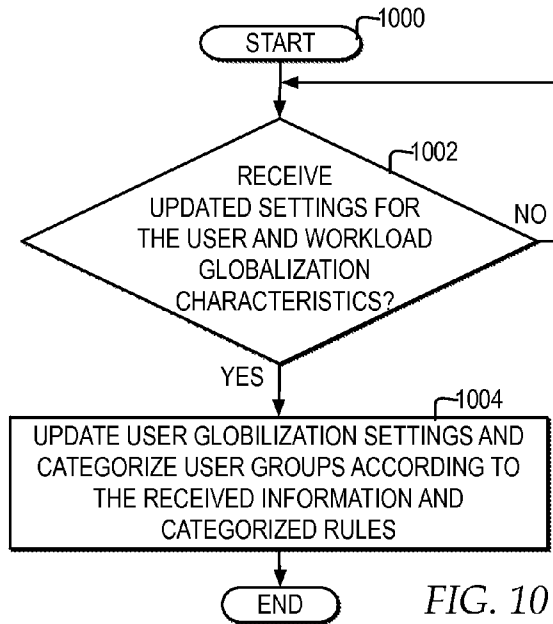 1000
START
1002
RECEIVE
UPDATED SETTINGS FOR
THE USER AND WORKLOAD
GLOBALIZATION
CHARACTERISTICS?
NO
YES
1004
UPDATE USER GLOBILIZATION SETTINGS AND
CATEGORIZE USER GROUPS ACCORDING TO
THE RECEIVED INFORMATION AND
CATEGORIZED RULES
END
FIG. 10